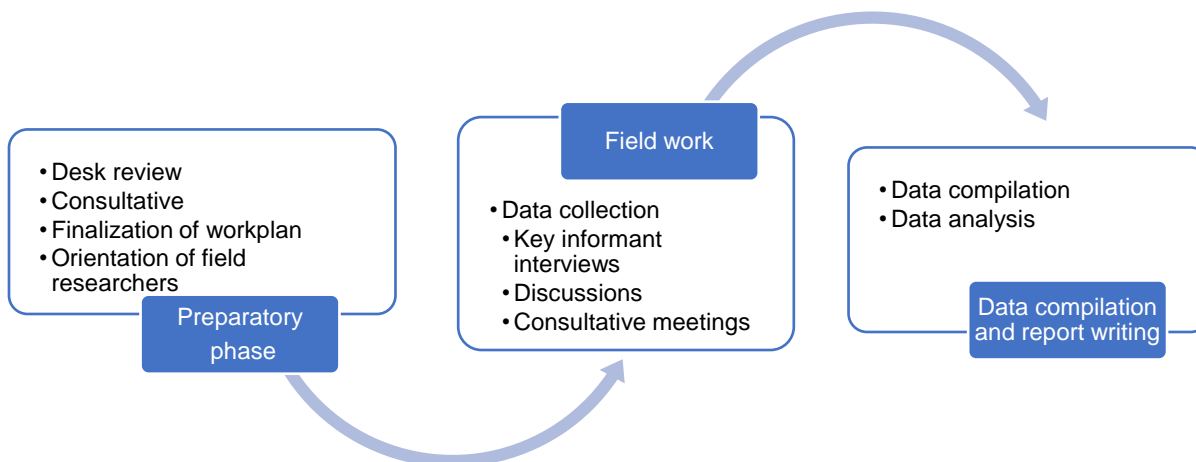 • Desk review
• Consultative
• Finalization of workplan
• Orientation of field
researchers
Preparatory
phase
Field work
• Data collection
• Key informant
interviews
• Discussions
• Consultative meetings
• Data compilation
• Data analysis
Data compilation
and report writing